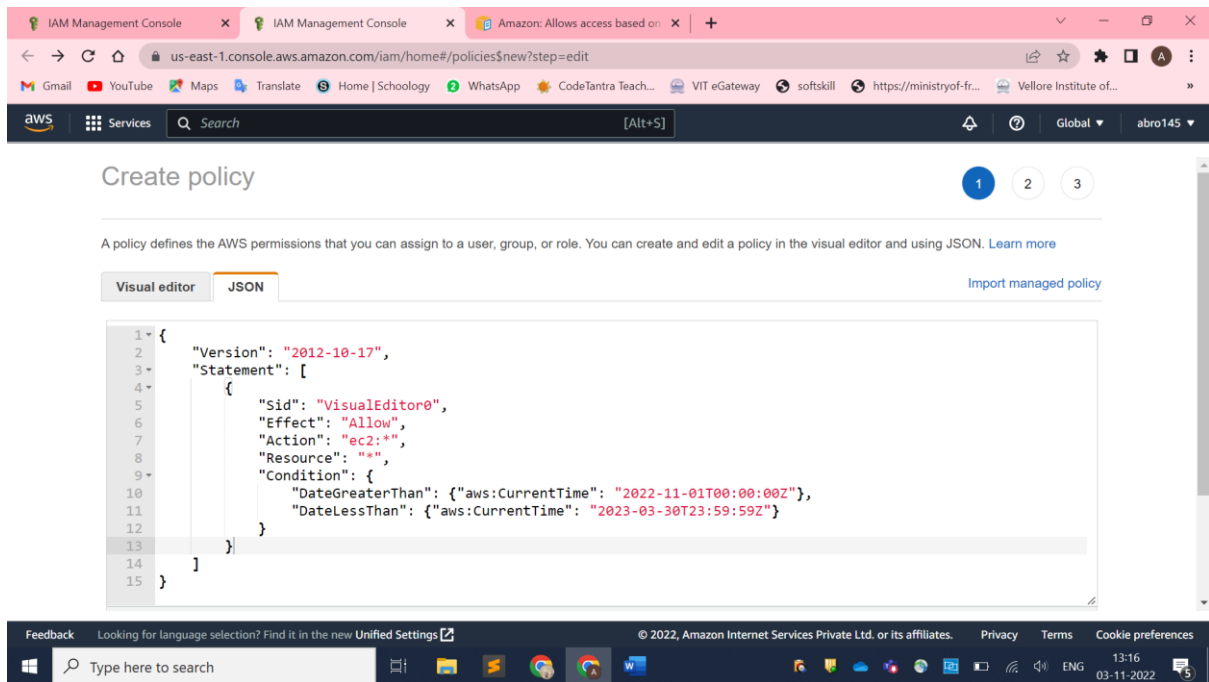 IAM Management Console
IAM Management Console
Amazon: Allows access based on
us-east-1.console.aws.amazon.com/iam/home#/policies$new?step=edit
A
Gmail YouTube Maps Translate Home | Schoology WhatsApp CodeTantra Teach... VIT eGateway softskill https://ministryof-fr... Vellore Institute of... »
aws Services Search [Alt+S] Global ▼ abro145 ▼
Create policy
1 2 3
A policy defines the AWS permissions that you can assign to a user, group, or role. You can create and edit a policy in the visual editor and using JSON. Learn more
Visual editor JSON Import managed policy
1 {
2 "Version": "2012-10-17",
3 "Statement": [
4 {
5 "Sid": "VisualEditor0",
6 "Effect": "Allow",
7 "Action": "ec2:*",
8 "Resource": "*",
9 "Condition": {
10 "DateGreaterThan": {"aws:CurrentTime": "2022-11-01T00:00:00Z"},
11 "DateLessThan": {"aws:CurrentTime": "2023-03-30T23:59:59Z"}
12 }
13 }
14 ]
15 }
Feedback Looking for language selection? Find it in the new Unified Settings © 2022, Amazon Internet Services Private Ltd. or its affiliates. Privacy Terms Cookie preferences
Type here to search ENG 13:16
03-11-2022 5